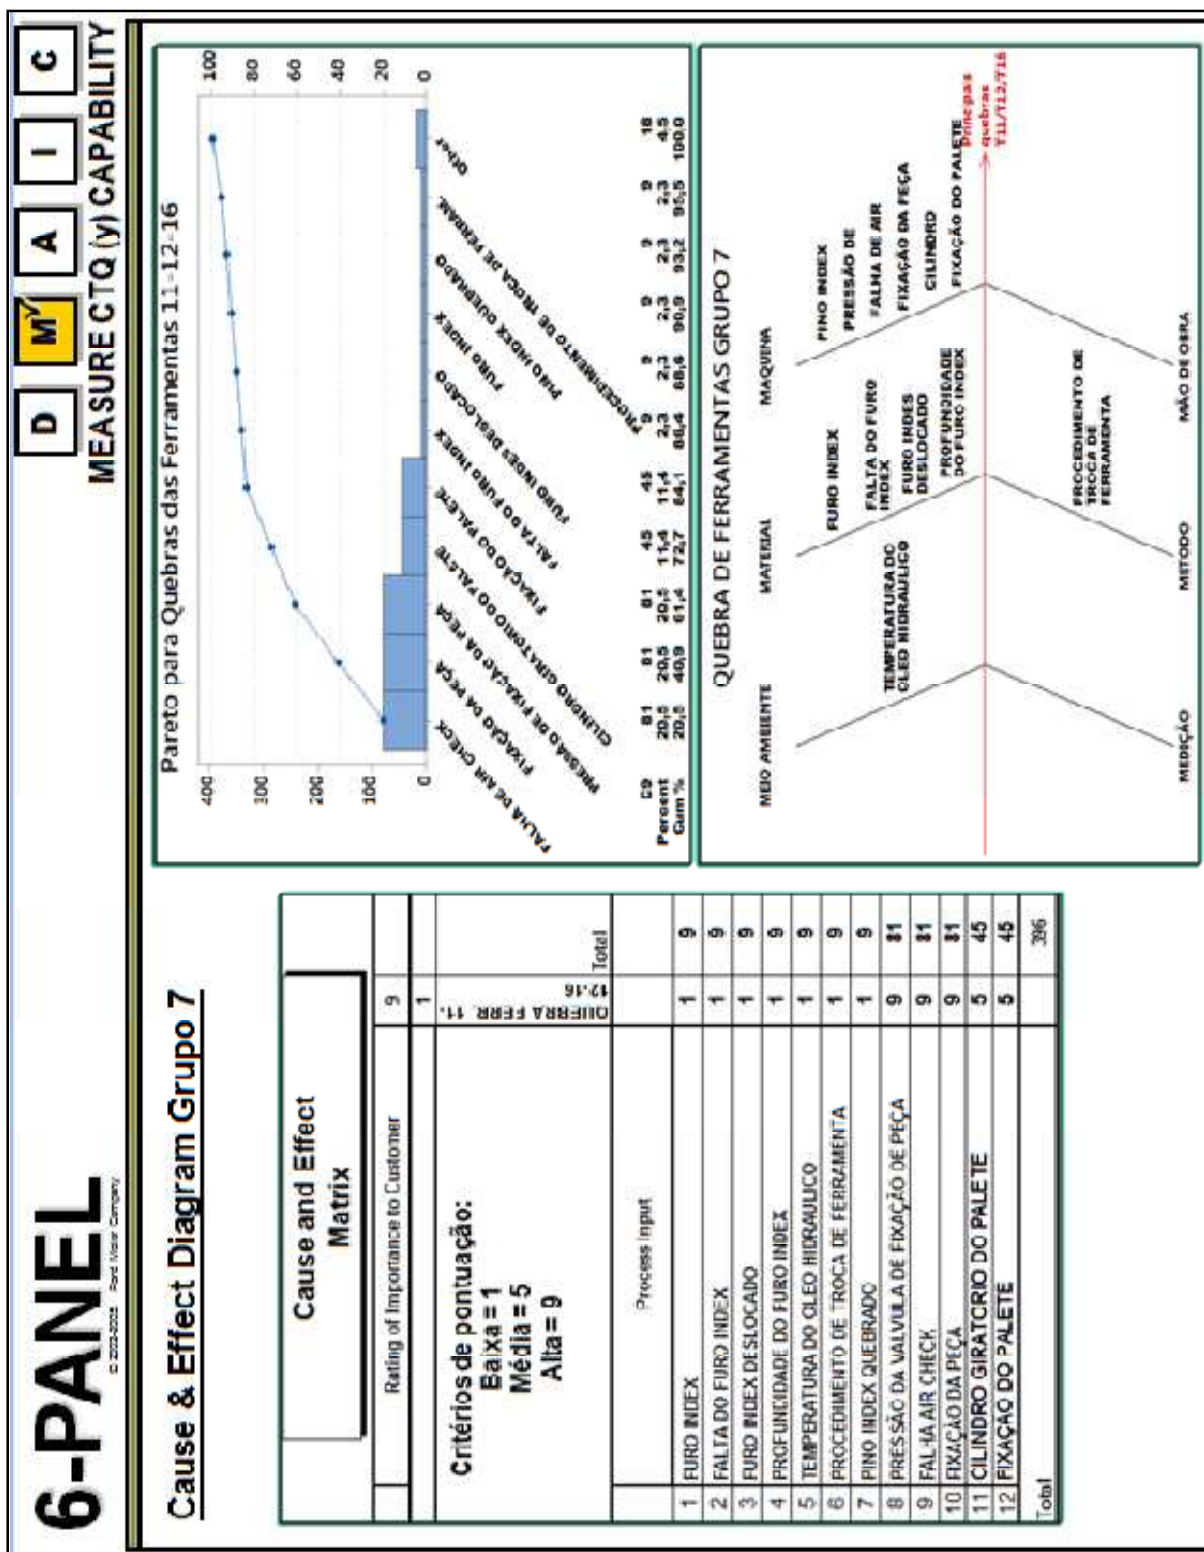 6-PANEL
© 2002-2005 Ford Motor Company
D M A I C
MEASURE CTQ (y) CAPABILITY
Cause & Effect Diagram Grupo 7
Cause and Effect
Matrix
Rating of Importance to Customer 9
1
Critérios de pontuação:
Baixa = 1
Média = 5
Alta = 9
QUEBRA FERR. 11-
12-16
Total
Process Input
1 FURO INDEX 1 9
2 FALTA DO FURO INDEX 1 9
3 FURO INDEX DESLOCADO 1 9
4 PROFUNDIDADE DO FURO INDEX 1 9
5 TEMPERATURA DO OLEO HIDRAULICO 1 9
6 PROCEDIMENTO DE TROCA DE FERRAMENTA 1 9
7 PINO INDEX QUEBRADO 1 9
8 PRESSÃO DA VALVULA DE FIXAÇÃO DE PEÇA 9 81
9 FALHA AIR CHECK 9 81
10 FIXAÇÃO DA PEÇA 9 81
11 CILINDRO GIRATORIO DO PALETE 5 45
12 FIXAÇÃO DO PALETE 5 45
Total 396
Pareto para Quebras das Ferramentas 11-12-16
400
300
200
100
0
100
80
60
40
20
0
FALHA DE AIR CHECK
FIXAÇÃO DA PEÇA
PRESSÃO DE FIXAÇÃO DA PEÇA
CILINDRO GIRATORIO DO PALETE
FIXAÇÃO DO PALETE
FALTA DO FURO INDEX
FURO INDES DESLOCADO
FURO INDEX
PINO INDEX QUEBRADO
PROCEDIMENTO DE TROCA DE FERRAM.
Other
81 81 81 45 45 9 9 9 9 9 18
Percent 20,5 20,5 20,5 11,4 11,4 2,3 2,3 2,3 2,3 2,3 4,5
Cum % 20,5 40,9 61,4 72,7 84,1 86,4 88,6 90,9 93,2 95,5 100,0
QUEBRA DE FERRAMENTAS GRUPO 7
MEIO AMBIENTE MATERIAL MAQUINA
TEMPERATURA DO
OLEO HIDRAULICO
FURO INDEX
FALTA DO FURO
INDEX
FURO INDES
DESLOCADO
PROFUNDIDADE
DO FURO INDEX
PINO INDEX
PRESSÃO DE
FALHA DE AIR
FIXAÇÃO DA PEÇA
CILINDRO
FIXAÇÃO DO PALETE
Principais
quebras
T11/T12/T16
PROCEDIMENTO DE
TROCA DE
FERRAMENTA
MEDIÇÃO METODO MÃO DE OBRA